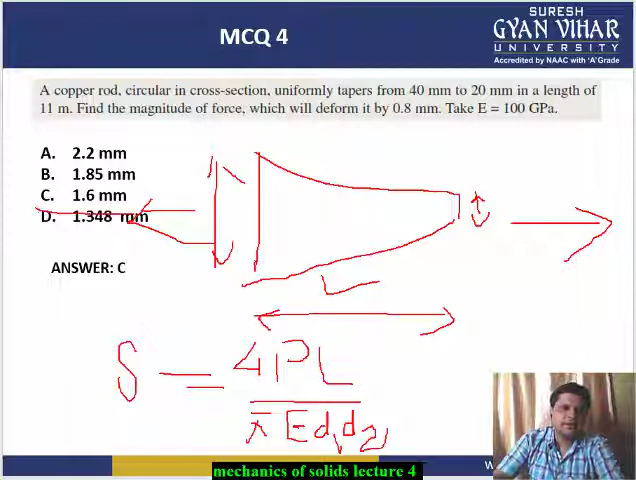 MCQ 4
SURESH
GYAN VIHAR
UNIVERSITY
Accredited by NAAC with 'A' Grade
A copper rod, circular in cross-section, uniformly tapers from 40 mm to 20 mm in a length of
11 m. Find the magnitude of force, which will deform it by 0.8 mm. Take E = 100 GPa.
A. 2.2 mm
B. 1.85 mm
C. 1.6 mm
D. 1.348 mm
ANSWER: C
L
δ = 4PL
π E d₁ d₂
mechanics of solids lecture 4